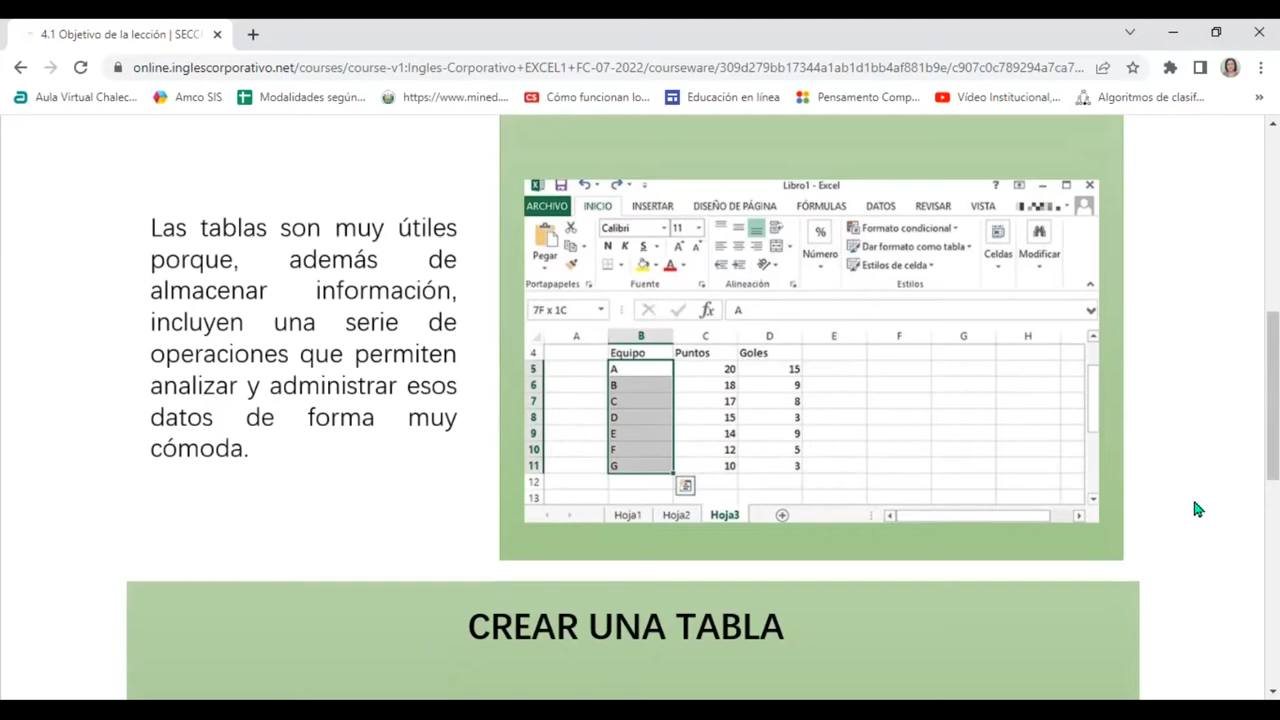 4.1 Objetivo de la lección | SECC
online.inglescorporativo.net/courses/course-v1:Ingles-Corporativo+EXCEL1+FC-07-2022/courseware/309d279bb17344a1ab1d1bb4af881b9e/c907c0c789294a7ca7...
Aula Virtual Chalec... Amco SIS Modalidades según... https://www.mined.... Cómo funcionan lo... Educación en línea Pensamento Comp... Vídeo Institucional,... Algoritmos de clasif...
Las tablas son muy útiles
porque, además de
almacenar información,
incluyen una serie de
operaciones que permiten
analizar y administrar esos
datos de forma muy
cómoda.
Libro1 - Excel
ARCHIVO INICIO INSERTAR DISEÑO DE PÁGINA FÓRMULAS DATOS REVISAR VISTA
Calibri 11 Formato condicional
Pegar N K S Número Dar formato como tabla Celdas Modificar
Estilos de celda
Portapapeles Fuente Alineación Estilos
7F x 1C fx A
A B C D E F G H
4 Equipo Puntos Goles
5 A 20 15
6 B 18 9
7 C 17 8
8 D 15 3
9 E 14 9
10 F 12 5
11 G 10 3
12
13
Hoja1 Hoja2 Hoja3
CREAR UNA TABLA